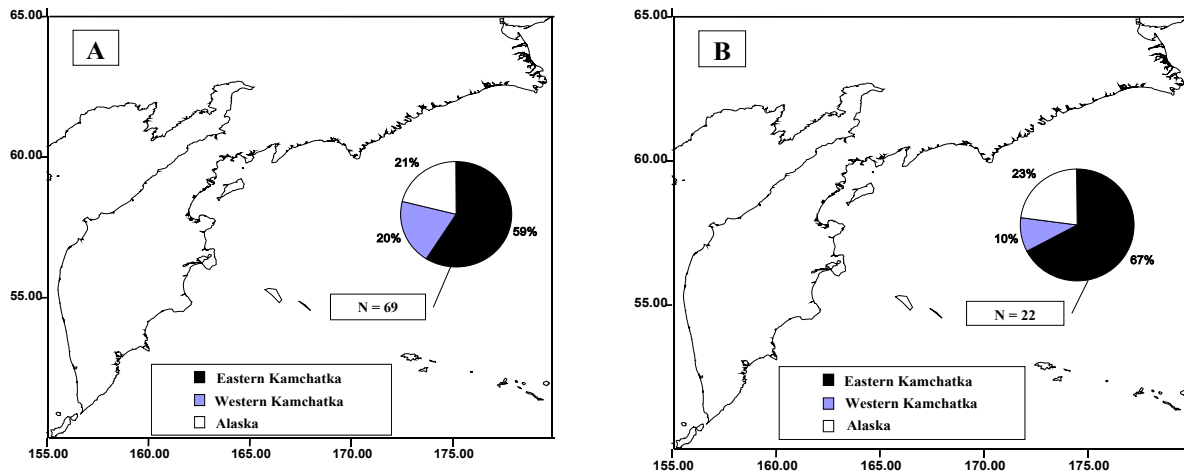 65.00
A
60.00
21%
20%
59%
55.00
N = 69
Eastern Kamchatka
Western Kamchatka
Alaska
50.00
155.00 160.00 165.00 170.00 175.00
65.00
B
60.00
23%
10%
67%
55.00
N = 22
Eastern Kamchatka
Western Kamchatka
Alaska
155.00 160.00 165.00 170.00 175.00